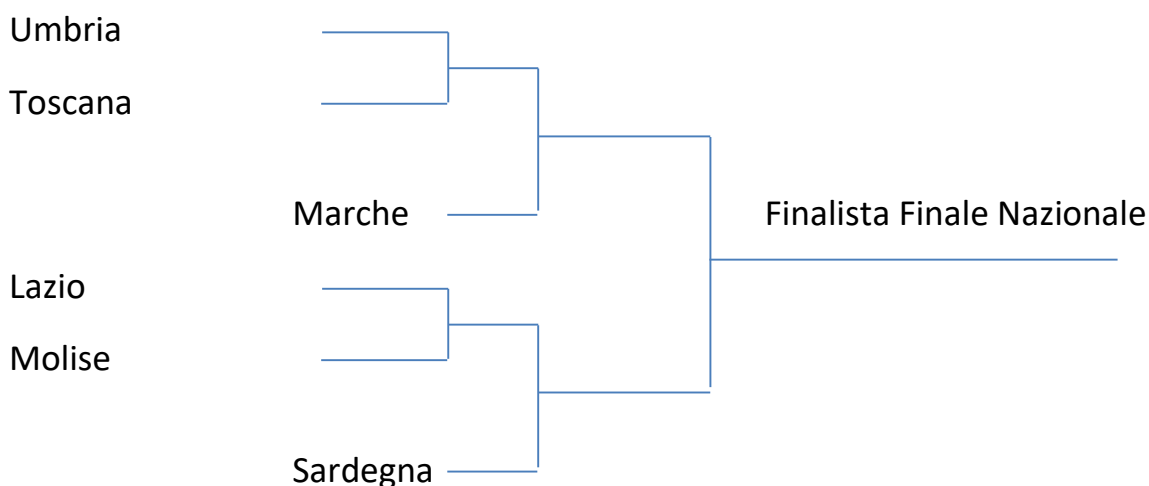 Umbria
Toscana
Marche
Finalista Finale Nazionale
Lazio
Molise
Sardegna